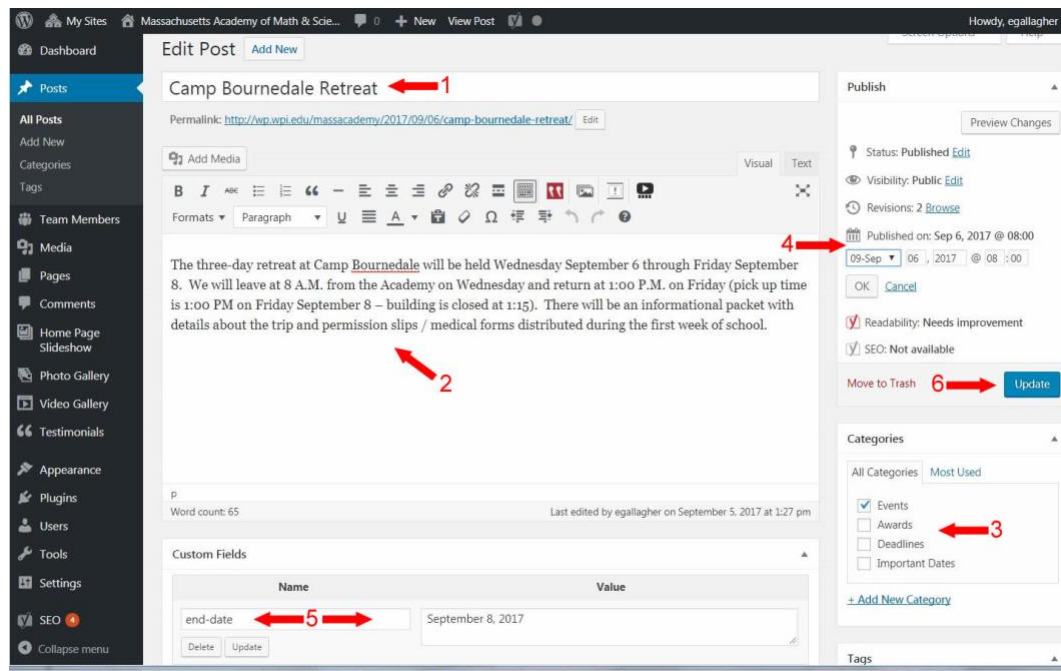 My Sites Massachusetts Academy of Math & Scie... 0 + New View Post Howdy, egallagher
Dashboard
Posts
All Posts
Add New
Categories
Tags
Team Members
Media
Pages
Comments
Home Page
Slideshow
Photo Gallery
Video Gallery
Testimonials
Appearance
Plugins
Users
Tools
Settings
SEO 4
Collapse menu
Edit Post Add New
Camp Bournedale Retreat 1
Permalink: http://wp.wpi.edu/massacademy/2017/09/06/camp-bournedale-retreat/ Edit
Add Media
Visual Text
B I ABC
Formats Paragraph U A Ω
The three-day retreat at Camp Bournedale will be held Wednesday September 6 through Friday September
8. We will leave at 8 A.M. from the Academy on Wednesday and return at 1:00 P.M. on Friday (pick up time
is 1:00 PM on Friday September 8 – building is closed at 1:15). There will be an informational packet with
details about the trip and permission slips / medical forms distributed during the first week of school.
2
p
Word count: 65 Last edited by egallagher on September 5, 2017 at 1:27 pm
Custom Fields
Name Value
end-date 5 September 8, 2017
Delete Update
Screen Options Help
Publish
Preview Changes
Status: Published Edit
Visibility: Public Edit
Revisions: 2 Browse
Published on: Sep 6, 2017 @ 08:00
4
09-Sep 06 , 2017 @ 08 : 00
OK Cancel
Readability: Needs improvement
SEO: Not available
Move to Trash 6 Update
Categories
All Categories Most Used
Events
Awards
3
Deadlines
Important Dates
+ Add New Category
Tags